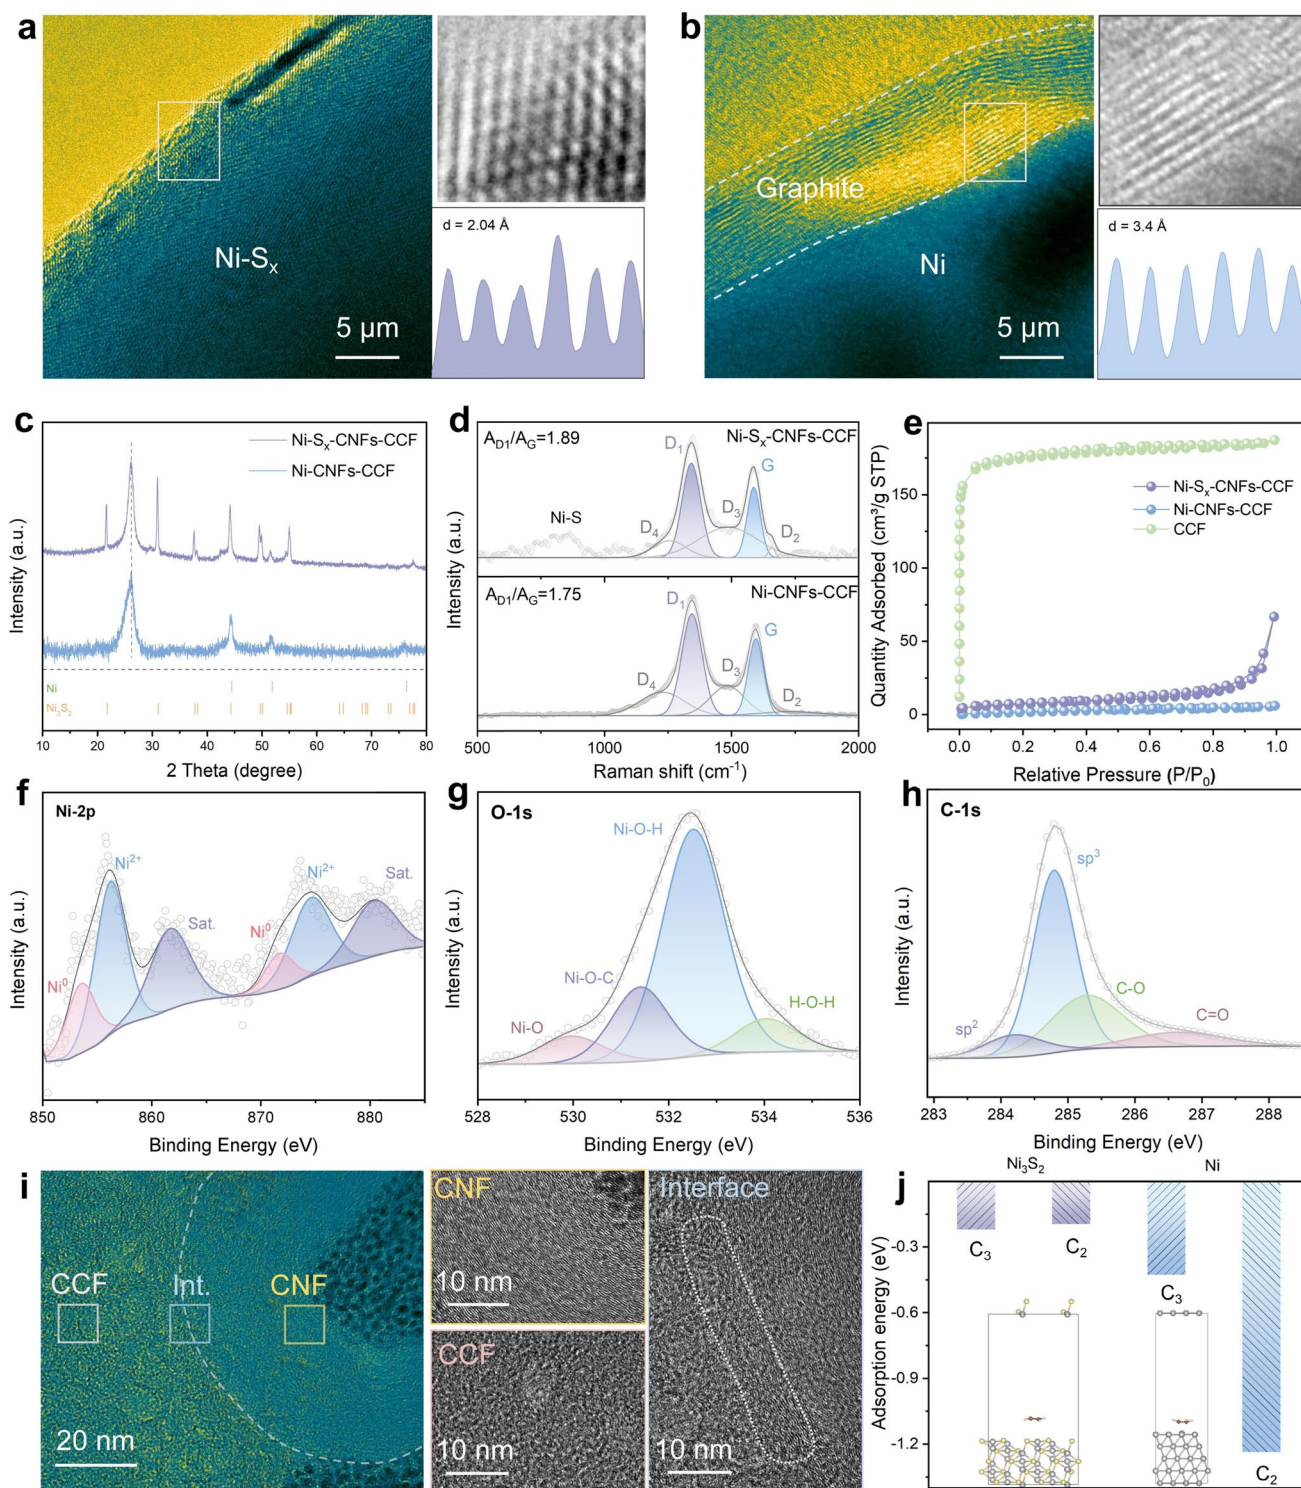 a
Ni-Sₓ
5 μm
d = 2.04 Å
b
Graphite
Ni
5 μm
d = 3.4 Å
c
Intensity (a.u.)
Ni-Sₓ-CNFs-CCF
Ni-CNFs-CCF
Ni
Ni₃S₂
10 20 30 40 50 60 70 80
2 Theta (degree)
d
Intensity (a.u.)
A_D1/A_G=1.89
Ni-Sₓ-CNFs-CCF
Ni-S
D₄
D₁
D₃
G
D₂
A_D1/A_G=1.75
Ni-CNFs-CCF
D₄
D₁
D₃
G
D₂
500 1000 1500 2000
Raman shift (cm⁻¹)
e
Quantity Adsorbed (cm³/g STP)
150
100
50
0
Ni-Sₓ-CNFs-CCF
Ni-CNFs-CCF
CCF
0.0 0.2 0.4 0.6 0.8 1.0
Relative Pressure (P/P₀)
f
Ni-2p
Intensity (a.u.)
Ni⁰
Ni²⁺
Sat.
Ni⁰
Ni²⁺
Sat.
850 860 870 880
Binding Energy (eV)
g
O-1s
Intensity (a.u.)
Ni-O
Ni-O-C
Ni-O-H
H-O-H
528 530 532 534 536
Binding Energy (eV)
h
C-1s
Intensity (a.u.)
sp²
sp³
C-O
C=O
283 284 285 286 287 288
Binding Energy (eV)
i
CCF
Int.
CNF
20 nm
CNF
10 nm
CCF
10 nm
Interface
10 nm
j
Ni₃S₂
Ni
Adsorption energy (eV)
-0.3
-0.6
-0.9
-1.2
C₃
C₂
C₃
C₂